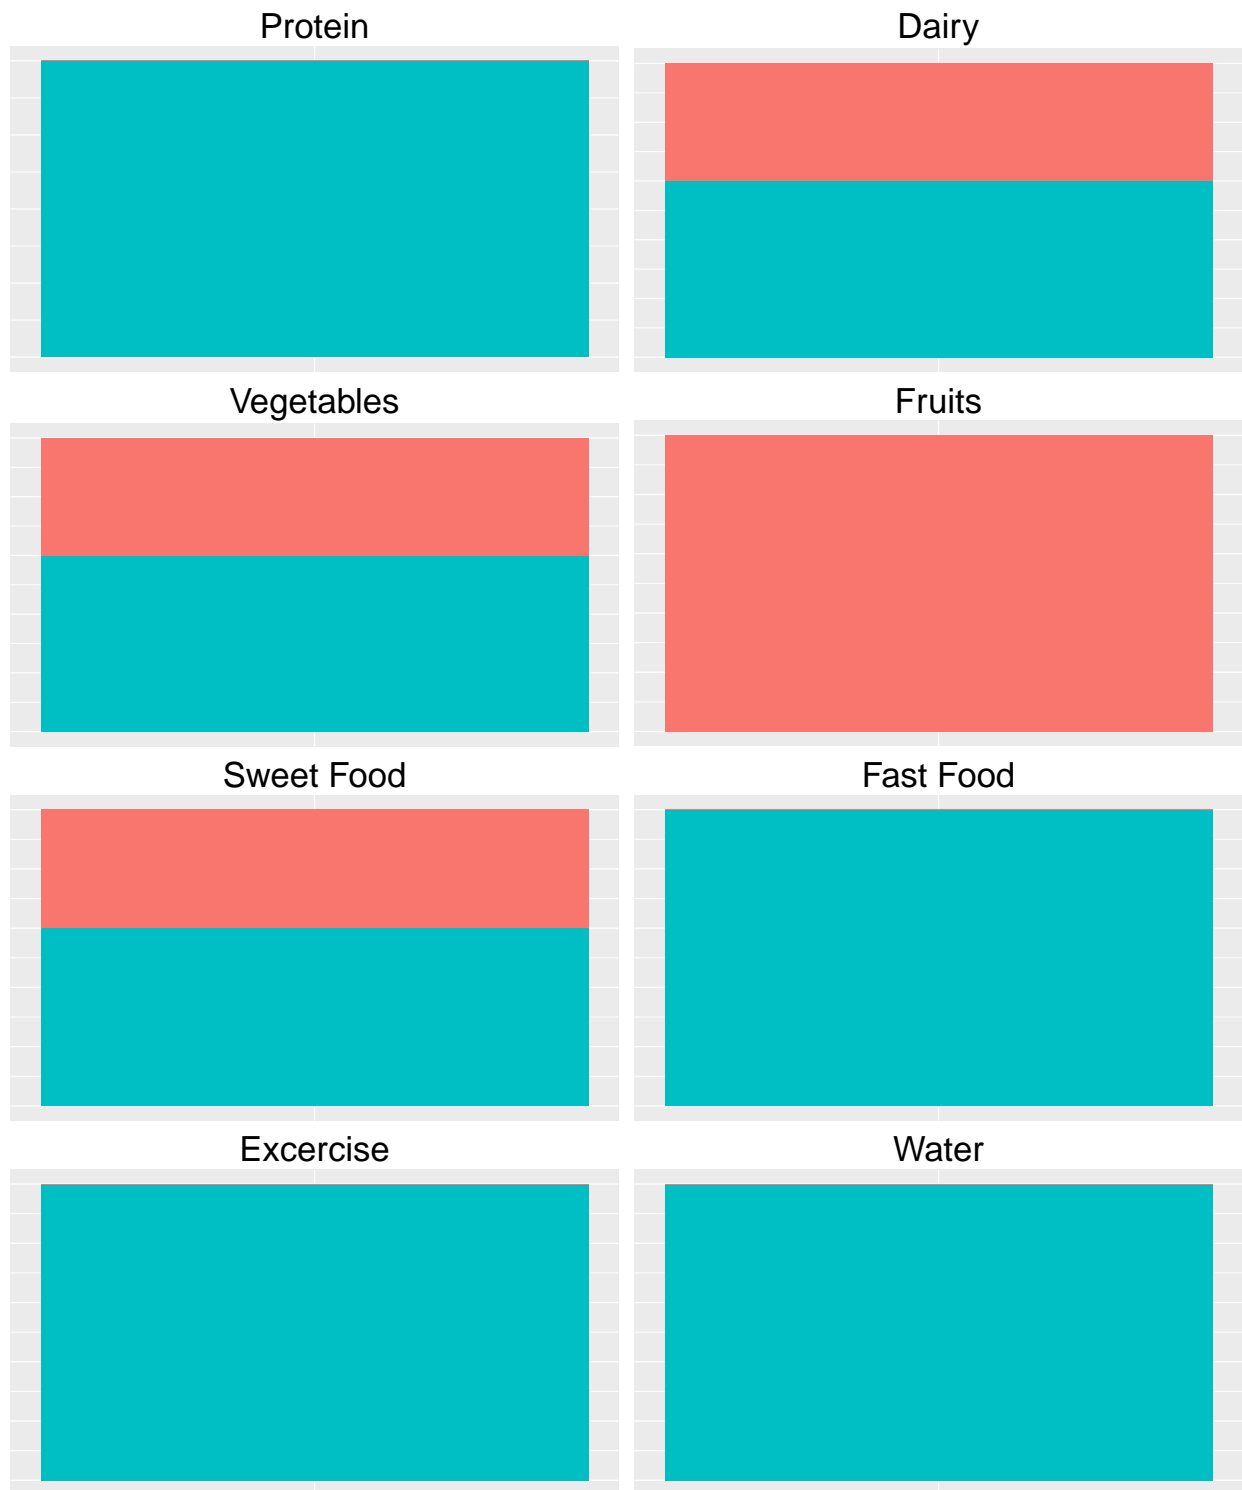 Protein
Dairy
Vegetables
Fruits
Sweet Food
Fast Food
Excercise
Water